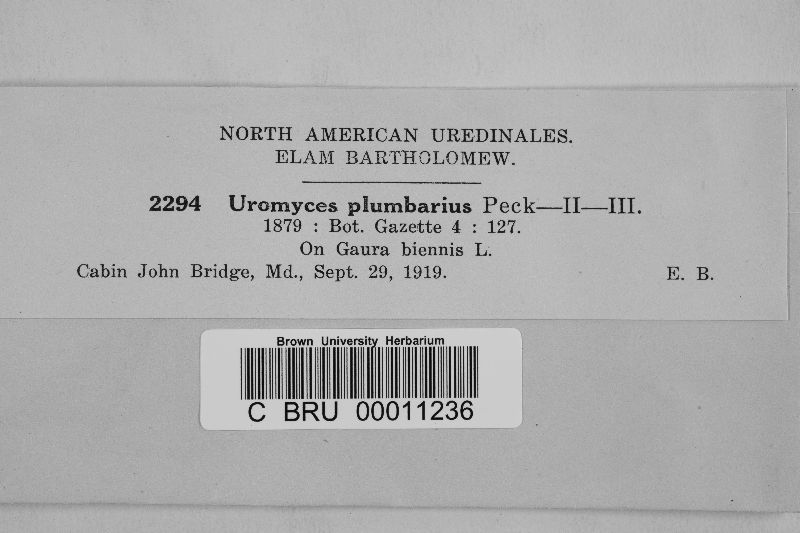 NORTH AMERICAN UREDINALES.
ELAM BARTHOLOMEW.
2294 Uromyces plumbarius Peck—II—III.
1879 : Bot. Gazette 4 : 127.
On Gaura biennis L.
Cabin John Bridge, Md., Sept. 29, 1919. E. B.
Brown University Herbarium
C BRU 00011236